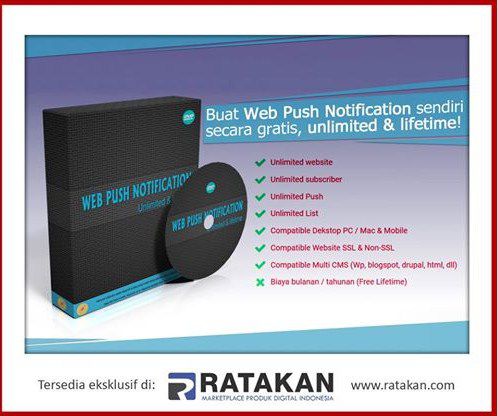 Buat Web Push Notification sendiri
secara gratis, unlimited & lifetime!
WEB PUSH NOTIFICATION
Unlimited &
WEB PUSH NOTIFICATION
Unlimited & lifetime
Unlimited website
Unlimited subscriber
Unlimited Push
Unlimited List
Compatible Dekstop PC / Mac & Mobile
Compatible Website SSL & Non-SSL
Compatible Multi CMS (Wp, blogspot, drupal, html, dll)
Biaya bulanan / tahunan (Free Lifetime)
Tersedia eksklusif di:
RATAKAN
MARKETPLACE PRODUK DIGITAL INDONESIA
www.ratakan.com